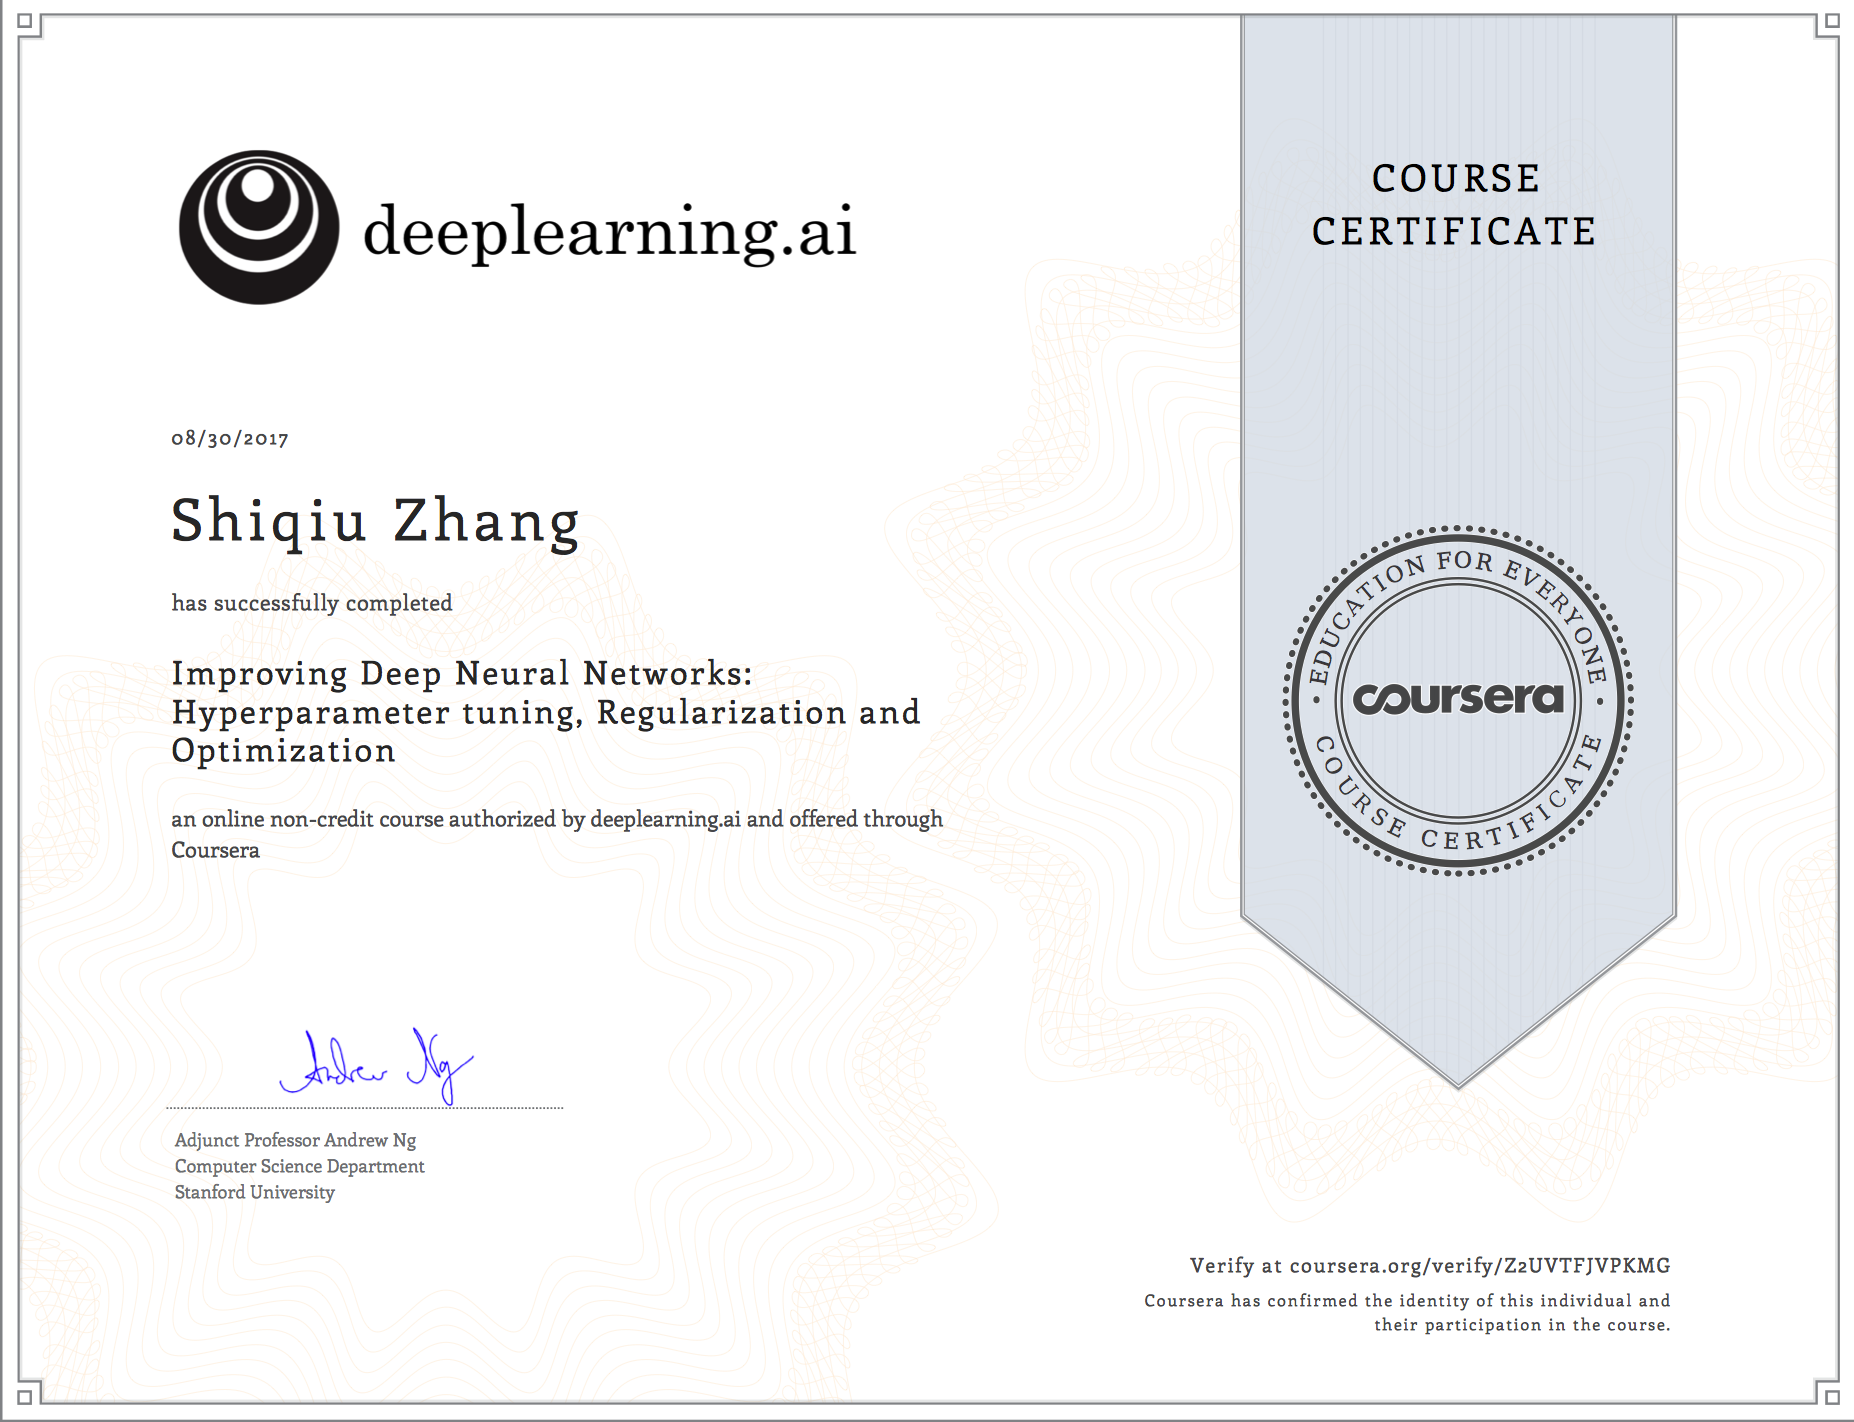 deeplearning.ai
COURSE
CERTIFICATE
08/30/2017
Shiqiu Zhang
has successfully completed
Improving Deep Neural Networks:
Hyperparameter tuning, Regularization and
Optimization
an online non-credit course authorized by deeplearning.ai and offered through
Coursera
EDUCATION FOR EVERYONE
coursera
COURSE CERTIFICATE
Andrew Ng
Adjunct Professor Andrew Ng
Computer Science Department
Stanford University
Verify at coursera.org/verify/Z2UVTFJVPKMG
Coursera has confirmed the identity of this individual and
their participation in the course.